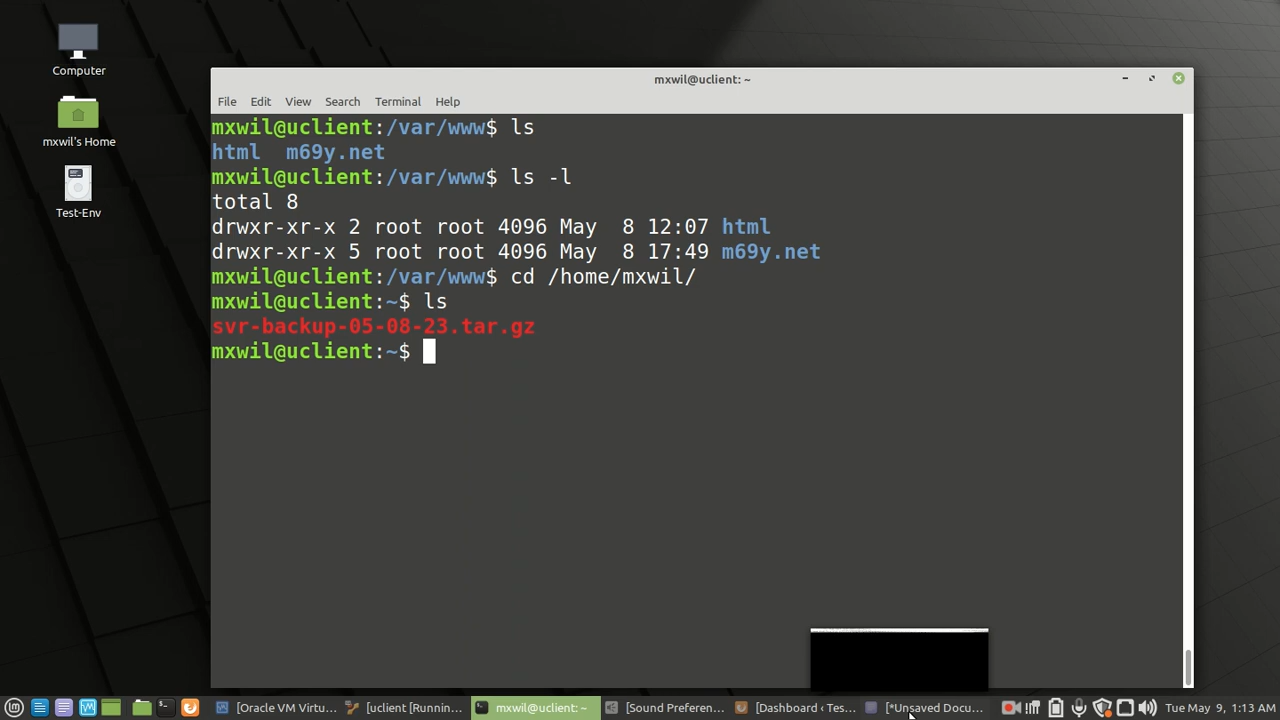 Computer
mxwil's Home
Test-Env
mxwil@uclient: ~
File Edit View Search Terminal Help
mxwil@uclient:/var/www$ ls
html  m69y.net
mxwil@uclient:/var/www$ ls -l
total 8
drwxr-xr-x 2 root root 4096 May  8 12:07 html
drwxr-xr-x 5 root root 4096 May  8 17:49 m69y.net
mxwil@uclient:/var/www$ cd /home/mxwil/
mxwil@uclient:~$ ls
svr-backup-05-08-23.tar.gz
mxwil@uclient:~$
[Oracle VM Virtu... [uclient [Runnin... mxwil@uclient: ~ [Sound Preferen... [Dashboard ‹ Tes... [*Unsaved Docu... Tue May 9, 1:13 AM